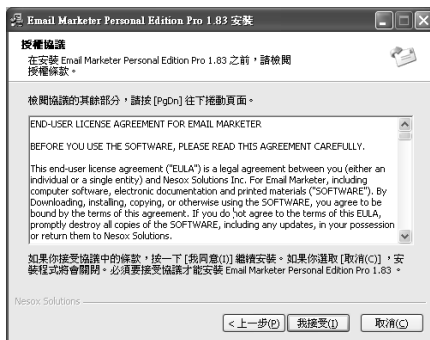 Email Marketer Personal Edition Pro 1.83 安裝
授權協議
在安裝 Email Marketer Personal Edition Pro 1.83 之前，請檢閱
授權條款。
檢閱協議的其餘部分，請按 [PgDn] 往下捲動頁面。
END-USER LICENSE AGREEMENT FOR EMAIL MARKETER
BEFORE YOU USE THE SOFTWARE, PLEASE READ THIS AGREEMENT CAREFULLY.
This end-user license agreement ("EULA") is a legal agreement between you (either an
individual or a single entity) and Nesox Solutions Inc. For Email Marketer, including
computer software, electronic documentation and printed materials ("SOFTWARE"). By
Downloading, installing, copying, or otherwise using the SOFTWARE, you agree to be
bound by the terms of this agreement. If you do not agree to the terms of this EULA,
promptly destroy all copies of the SOFTWARE, including any updates, in your possession
or return them to Nesox Solutions.
如果你接受協議中的條款，按一下 [我同意(I)] 繼續安裝。如果你選取 [取消(C)] ，安
裝程式將會關閉。必須要接受協議才能安裝 Email Marketer Personal Edition Pro 1.83 。
Nesox Solutions
< 上一步(P) 我接受(I) 取消(C)